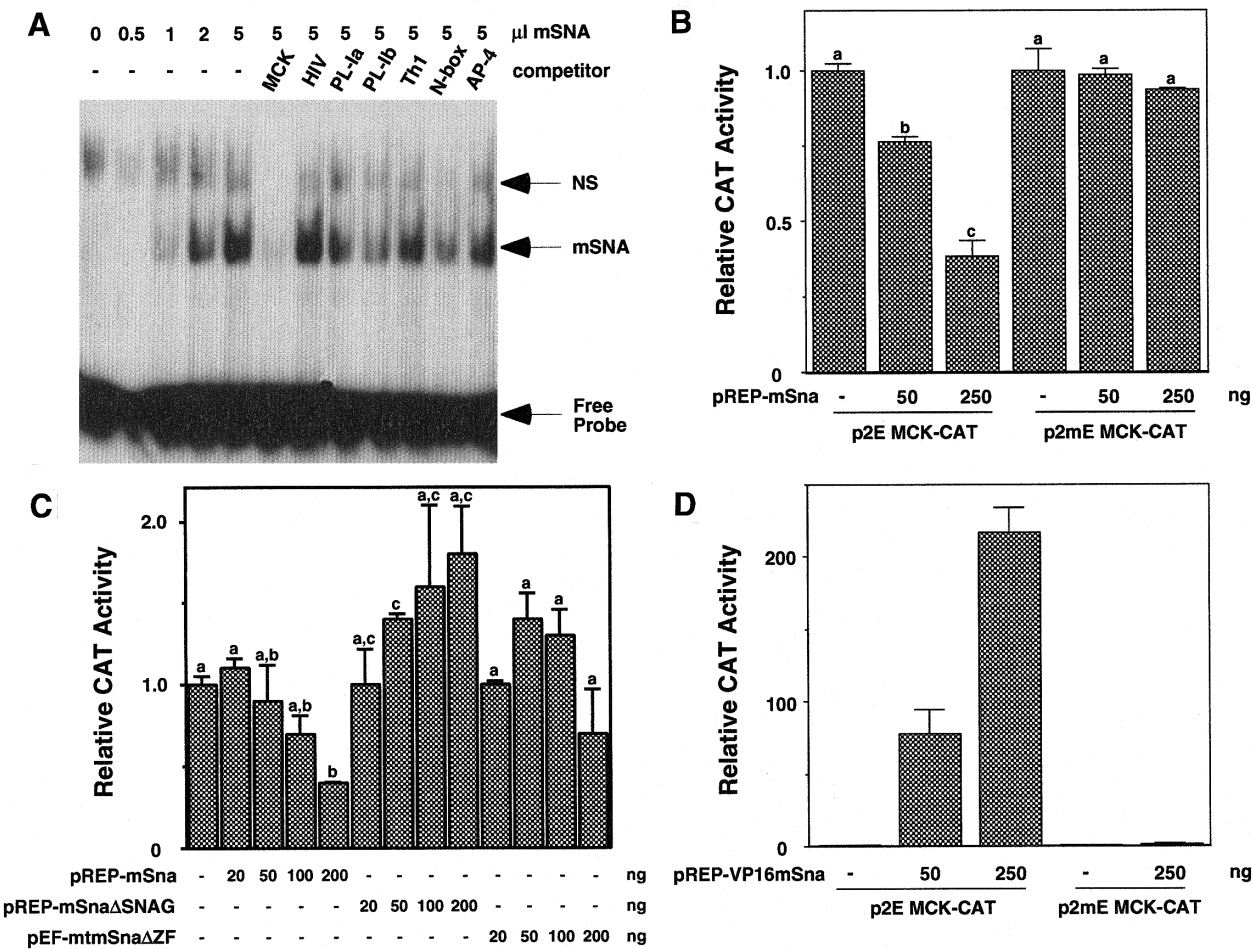 A
0 0.5 1 2 5 5 5 5 5 5 5 5 µl mSNA
- - - - - MCK HIV PL-Ia PL-Ib Th1 N-box AP-4 competitor
NS
mSNA
Free
Probe
B
Relative CAT Activity
1.0
0.5
0
a b c a a a
pREP-mSna - 50 250 - 50 250 ng
p2E MCK-CAT p2mE MCK-CAT
C
Relative CAT Activity
2.0
1.0
0
a a a,b a,b b a,c c a,c a,c a a a a
pREP-mSna - 20 50 100 200 - - - - - - - - ng
pREP-mSnaΔSNAG - - - - - 20 50 100 200 - - - - ng
pEF-mtmSnaΔZF - - - - - - - - - 20 50 100 200 ng
D
Relative CAT Activity
200
100
0
pREP-VP16mSna - 50 250 - 250 ng
p2E MCK-CAT p2mE MCK-CAT